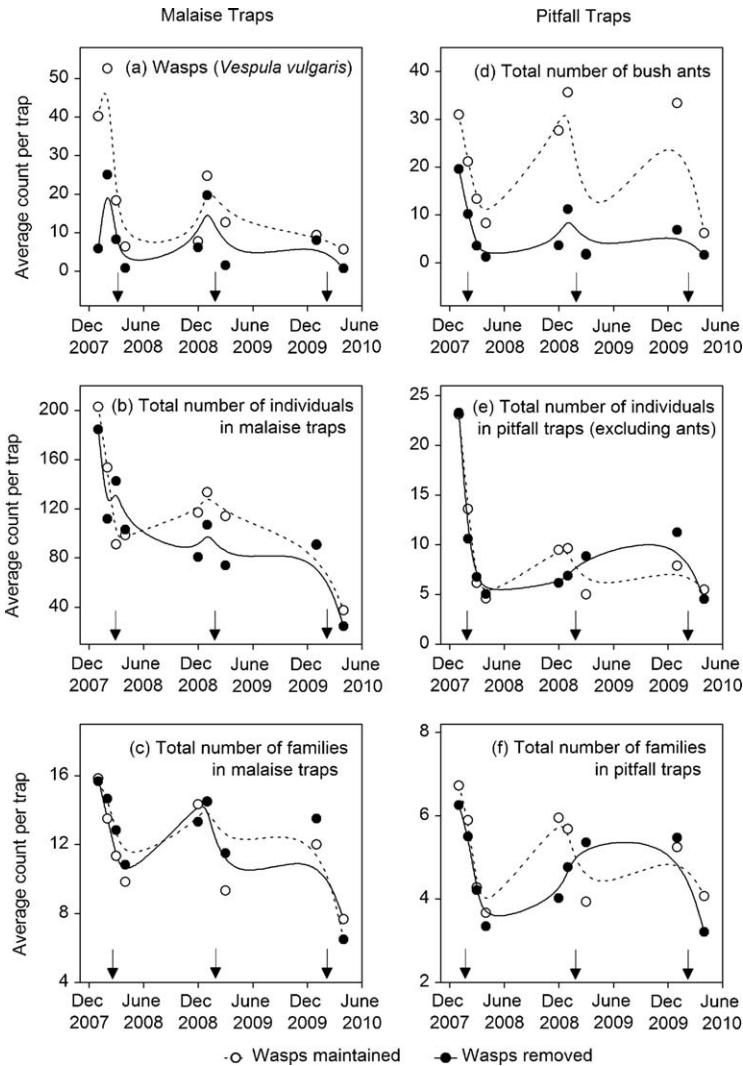 Malaise Traps
Pitfall Traps
Average count per trap
(a) Wasps (Vespula vulgaris)
50
40
30
20
10
0
Dec June Dec June Dec June
2007 2008 2008 2009 2009 2010
(d) Total number of bush ants
50
40
30
20
10
0
Dec June Dec June Dec June
2007 2008 2008 2009 2009 2010
Average count per trap
(b) Total number of individuals
in malaise traps
200
160
120
80
40
Dec June Dec June Dec June
2007 2008 2008 2009 2009 2010
(e) Total number of individuals
in pitfall traps (excluding ants)
25
20
15
10
5
0
Dec June Dec June Dec June
2007 2008 2008 2009 2009 2010
Average count per trap
(c) Total number of families
in malaise traps
16
12
8
4
Dec June Dec June Dec June
2007 2008 2008 2009 2009 2010
(f) Total number of families
in pitfall traps
8
6
4
2
Dec June Dec June Dec June
2007 2008 2008 2009 2009 2010
Wasps maintained
Wasps removed